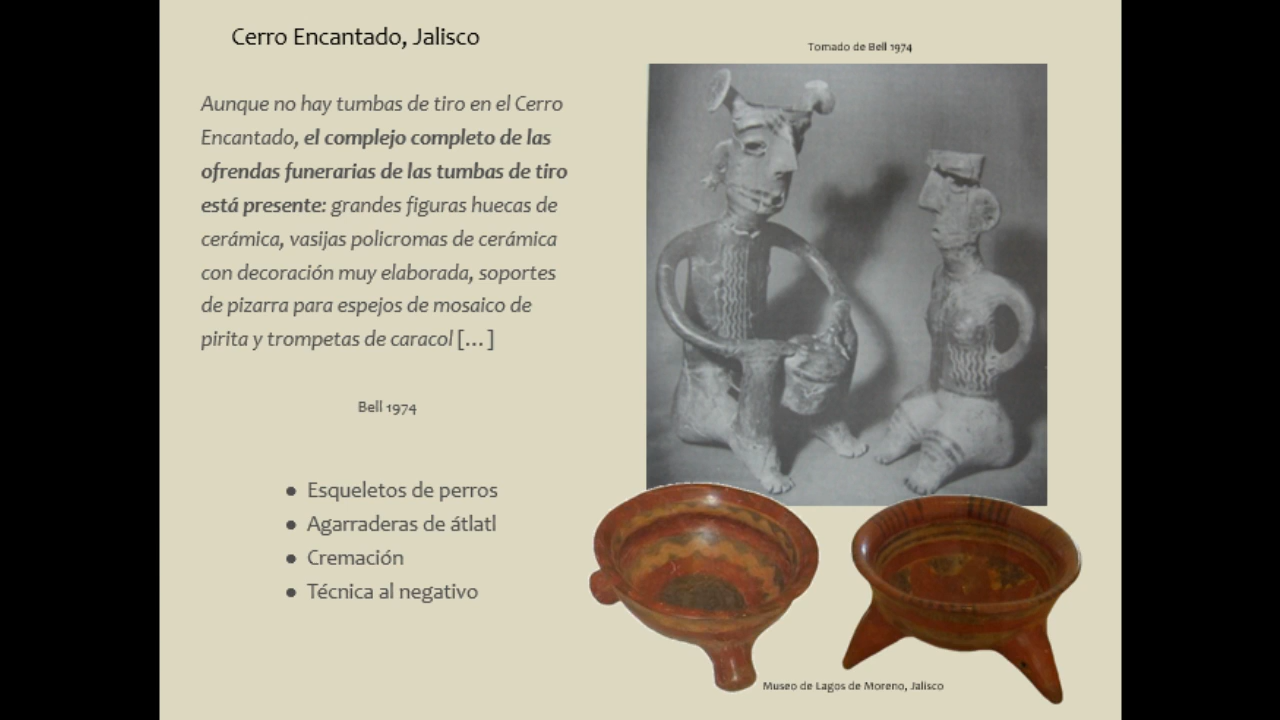 Cerro Encantado, Jalisco
Aunque no hay tumbas de tiro en el Cerro
Encantado, el complejo completo de las
ofrendas funerarias de las tumbas de tiro
está presente: grandes figuras huecas de
cerámica, vasijas policromas de cerámica
con decoración muy elaborada, soportes
de pizarra para espejos de mosaico de
pirita y trompetas de caracol [...]
Bell 1974
● Esqueletos de perros
● Agarraderas de átlatl
● Cremación
● Técnica al negativo
Tomado de Bell 1974
Museo de Lagos de Moreno, Jalisco